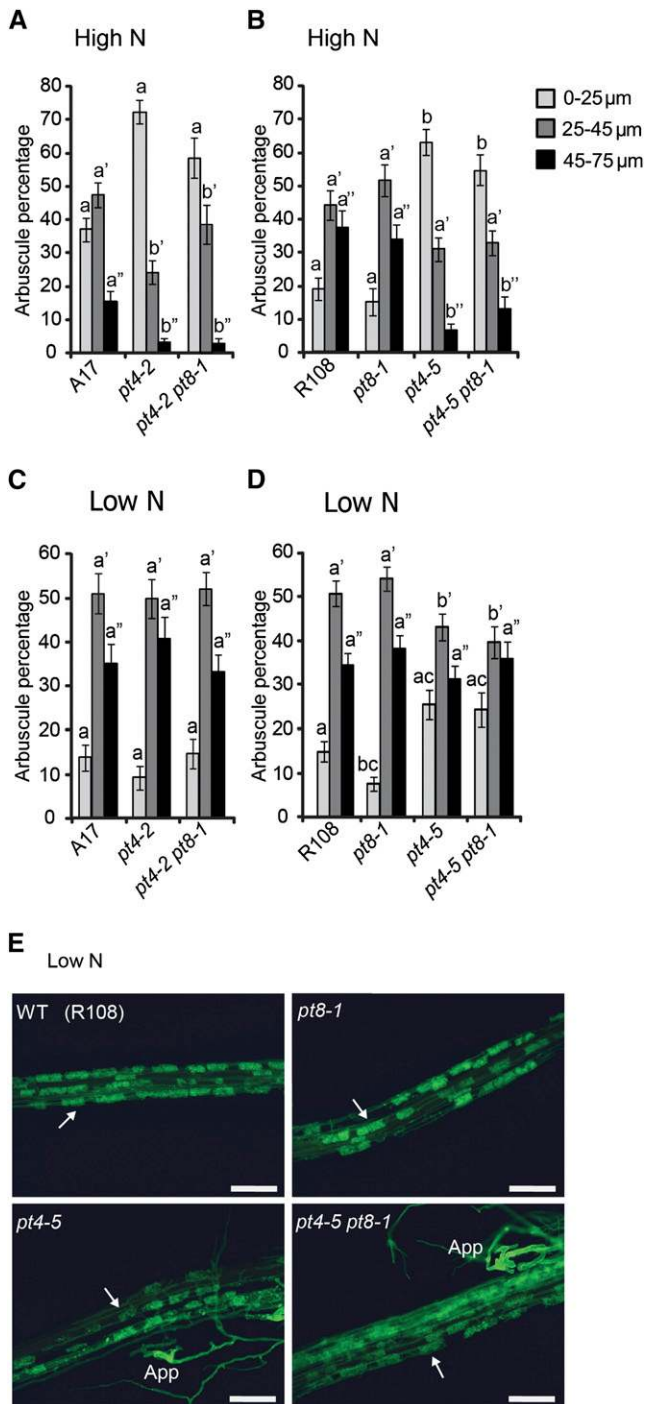 A
High N
Arbuscule percentage
80
70
60
50
40
30
20
10
0
a
a'
a"
a
b'
b"
a
b'
b"
A17
pt4-2
pt4-2 pt8-1
B
High N
Arbuscule percentage
80
70
60
50
40
30
20
10
0
a
a'
a''
a
a'
a''
b
a'
b''
b
a'
b''
R108
pt8-1
pt4-5
pt4-5 pt8-1
0-25 µm
25-45 µm
45-75 µm
C
Low N
Arbuscule percentage
60
50
40
30
20
10
0
a
a'
a"
a
a'
a"
a
a'
a"
A17
pt4-2
pt4-2 pt8-1
D
Low N
Arbuscule percentage
60
50
40
30
20
10
0
a
a'
a"
bc
a'
a"
ac
b'
a"
ac
b'
a"
R108
pt8-1
pt4-5
pt4-5 pt8-1
E
Low N
WT (R108)
pt8-1
pt4-5
App
pt4-5 pt8-1
App